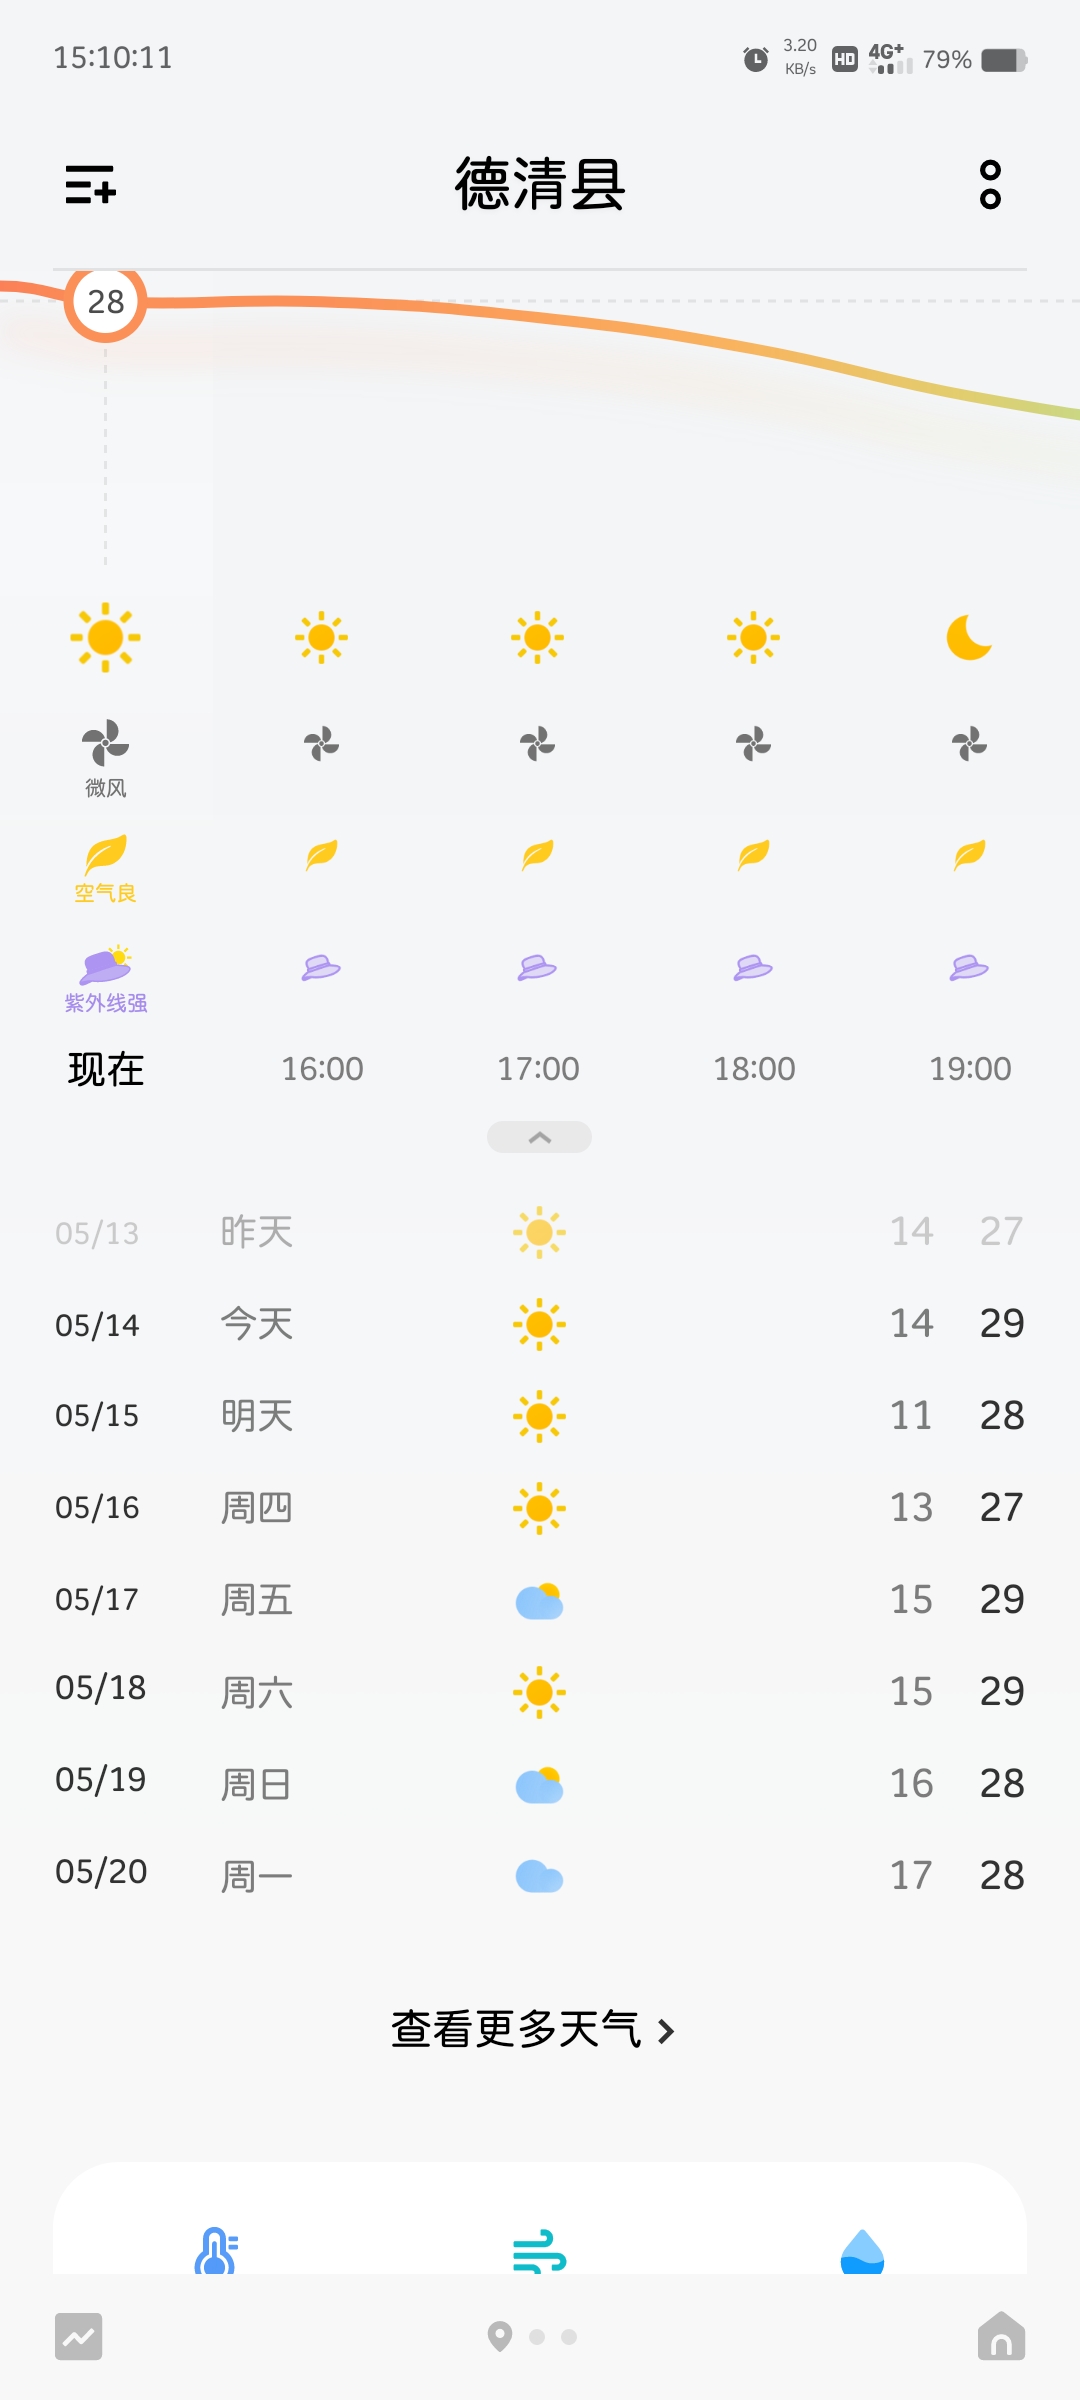 15:10:11
3.20 KB/s HD 4G+ 79%
德清县
28
微风
空气良
紫外线强
现在 16:00 17:00 18:00 19:00
05/13 昨天 14 27
05/14 今天 14 29
05/15 明天 11 28
05/16 周四 13 27
05/17 周五 15 29
05/18 周六 15 29
05/19 周日 16 28
05/20 周一 17 28
查看更多天气